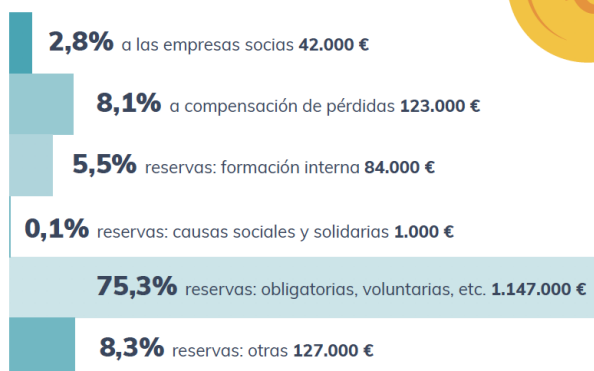 2,8% a las empresas socias 42.000 €
8,1% a compensación de pérdidas 123.000 €
5,5% reservas: formación interna 84.000 €
0,1% reservas: causas sociales y solidarias 1.000 €
75,3% reservas: obligatorias, voluntarias, etc. 1.147.000 €
8,3% reservas: otras 127.000 €